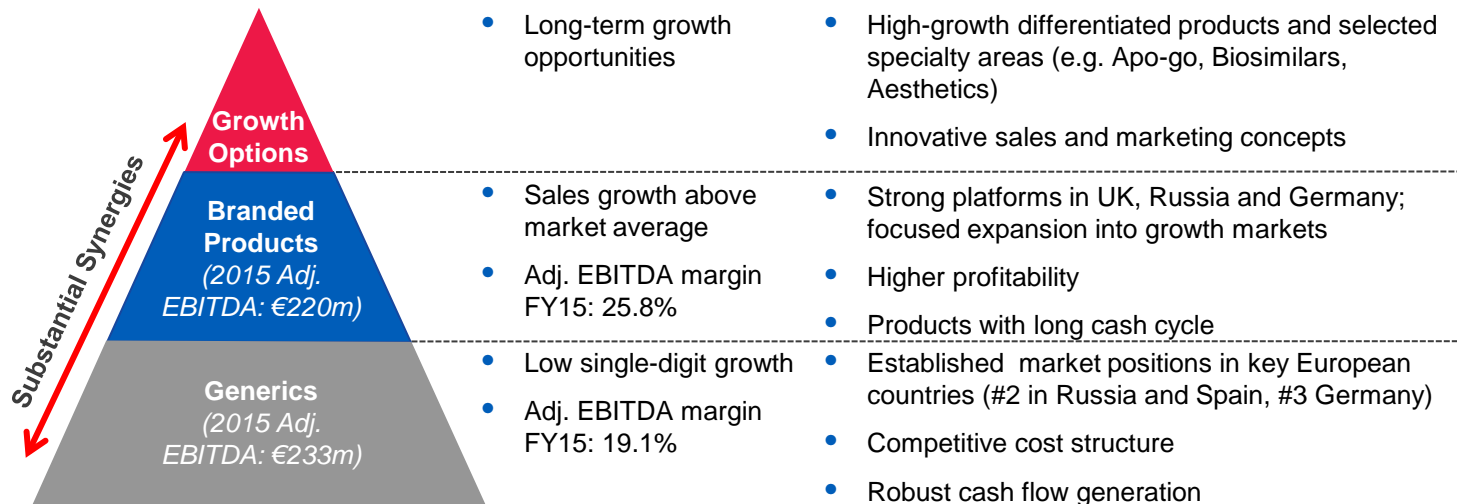 Substantial Synergies
Growth
Options
• Long-term growth
opportunities
• High-growth differentiated products and selected
specialty areas (e.g. Apo-go, Biosimilars,
Aesthetics)
• Innovative sales and marketing concepts
Branded
Products
(2015 Adj.
EBITDA: €220m)
• Sales growth above
market average
• Adj. EBITDA margin
FY15: 25.8%
• Strong platforms in UK, Russia and Germany;
focused expansion into growth markets
• Higher profitability
• Products with long cash cycle
Generics
(2015 Adj.
EBITDA: €233m)
• Low single-digit growth
• Adj. EBITDA margin
FY15: 19.1%
• Established  market positions in key European
countries (#2 in Russia and Spain, #3 Germany)
• Competitive cost structure
• Robust cash flow generation